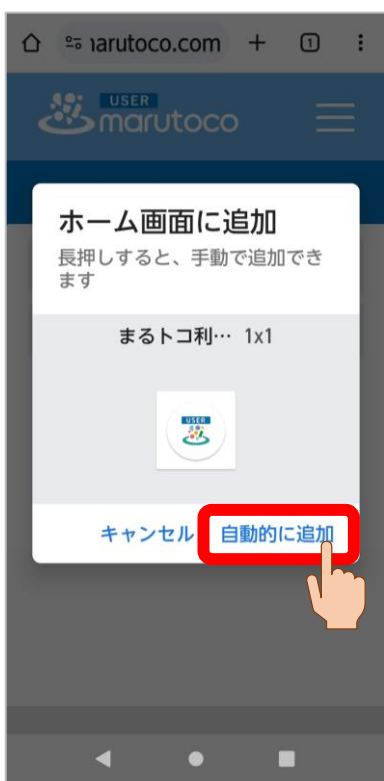 arutoco.com + 1
USER
marutoco
ホーム画面に追加
長押しすると、手動で追加でき
ます
まるトコ利… 1x1
USER
キャンセル 自動的に追加